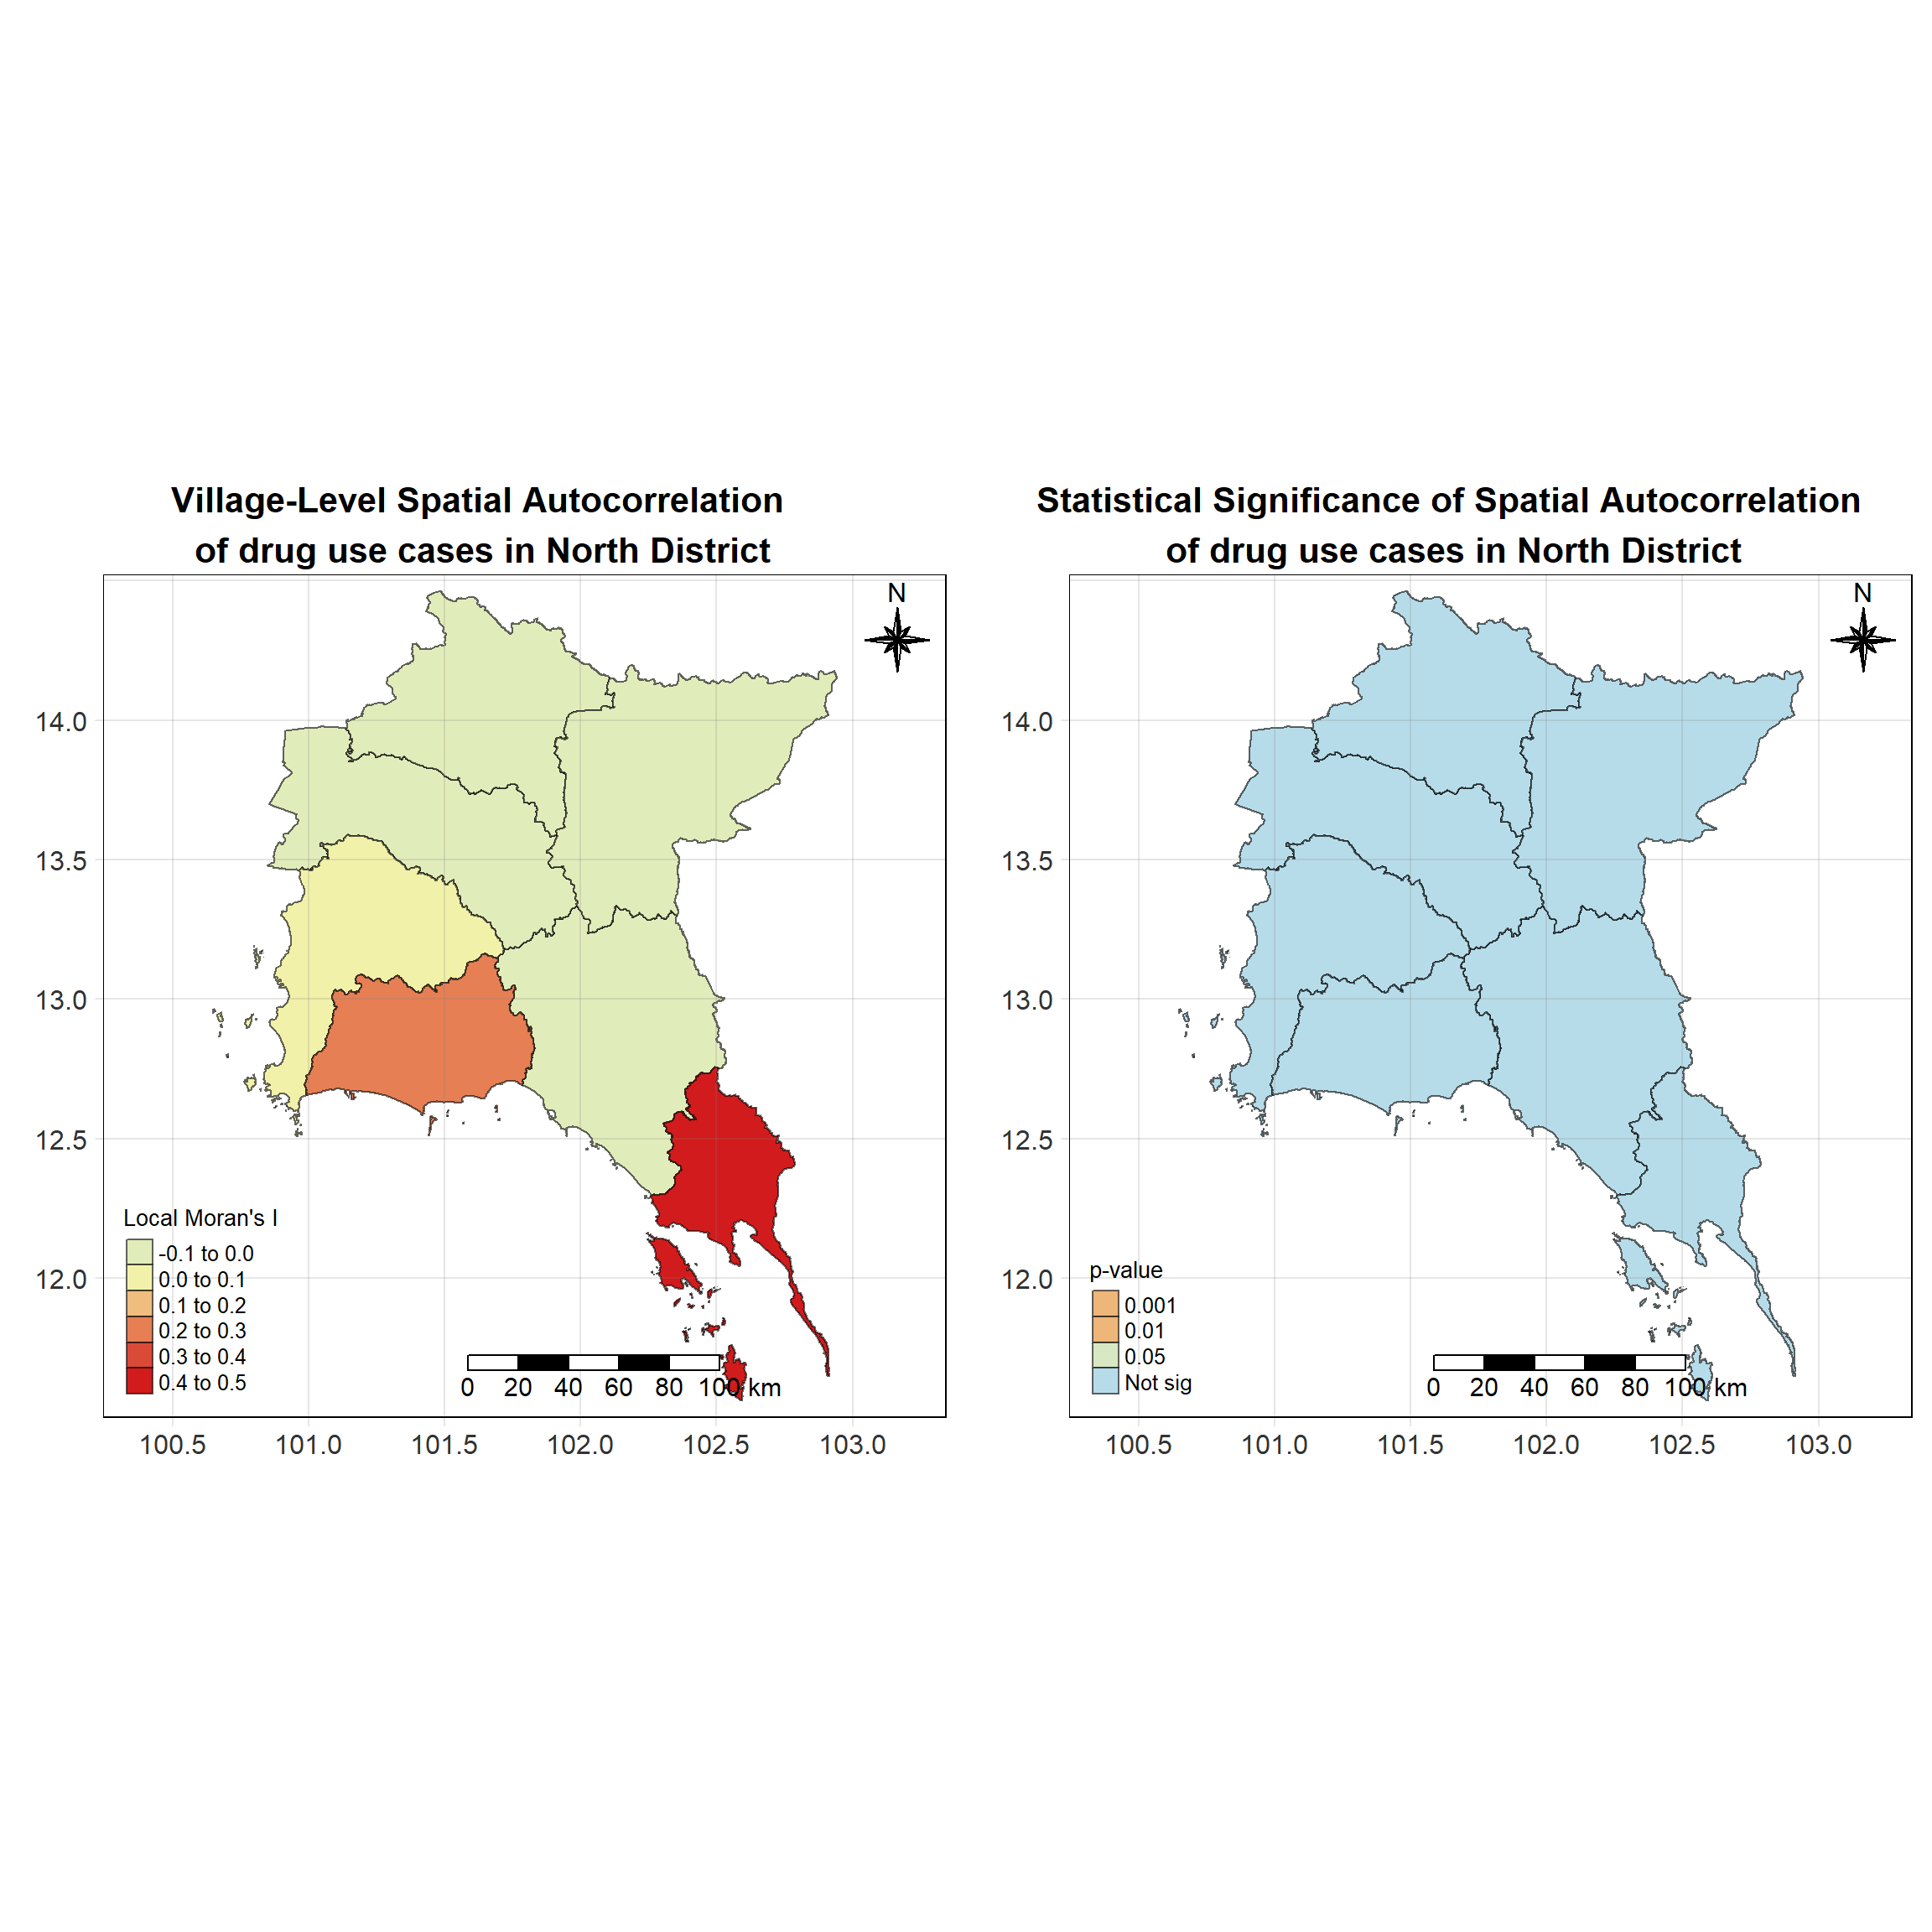 Village-Level Spatial Autocorrelation
of drug use cases in North District
N
14.0
13.5
13.0
12.5
12.0
Local Moran's I
-0.1 to 0.0
0.0 to 0.1
0.1 to 0.2
0.2 to 0.3
0.3 to 0.4
0.4 to 0.5
0 20 40 60 80 100 km
100.5 101.0 101.5 102.0 102.5 103.0
Statistical Significance of Spatial Autocorrelation
of drug use cases in North District
N
14.0
13.5
13.0
12.5
12.0
p-value
0.001
0.01
0.05
Not sig
0 20 40 60 80 100 km
100.5 101.0 101.5 102.0 102.5 103.0